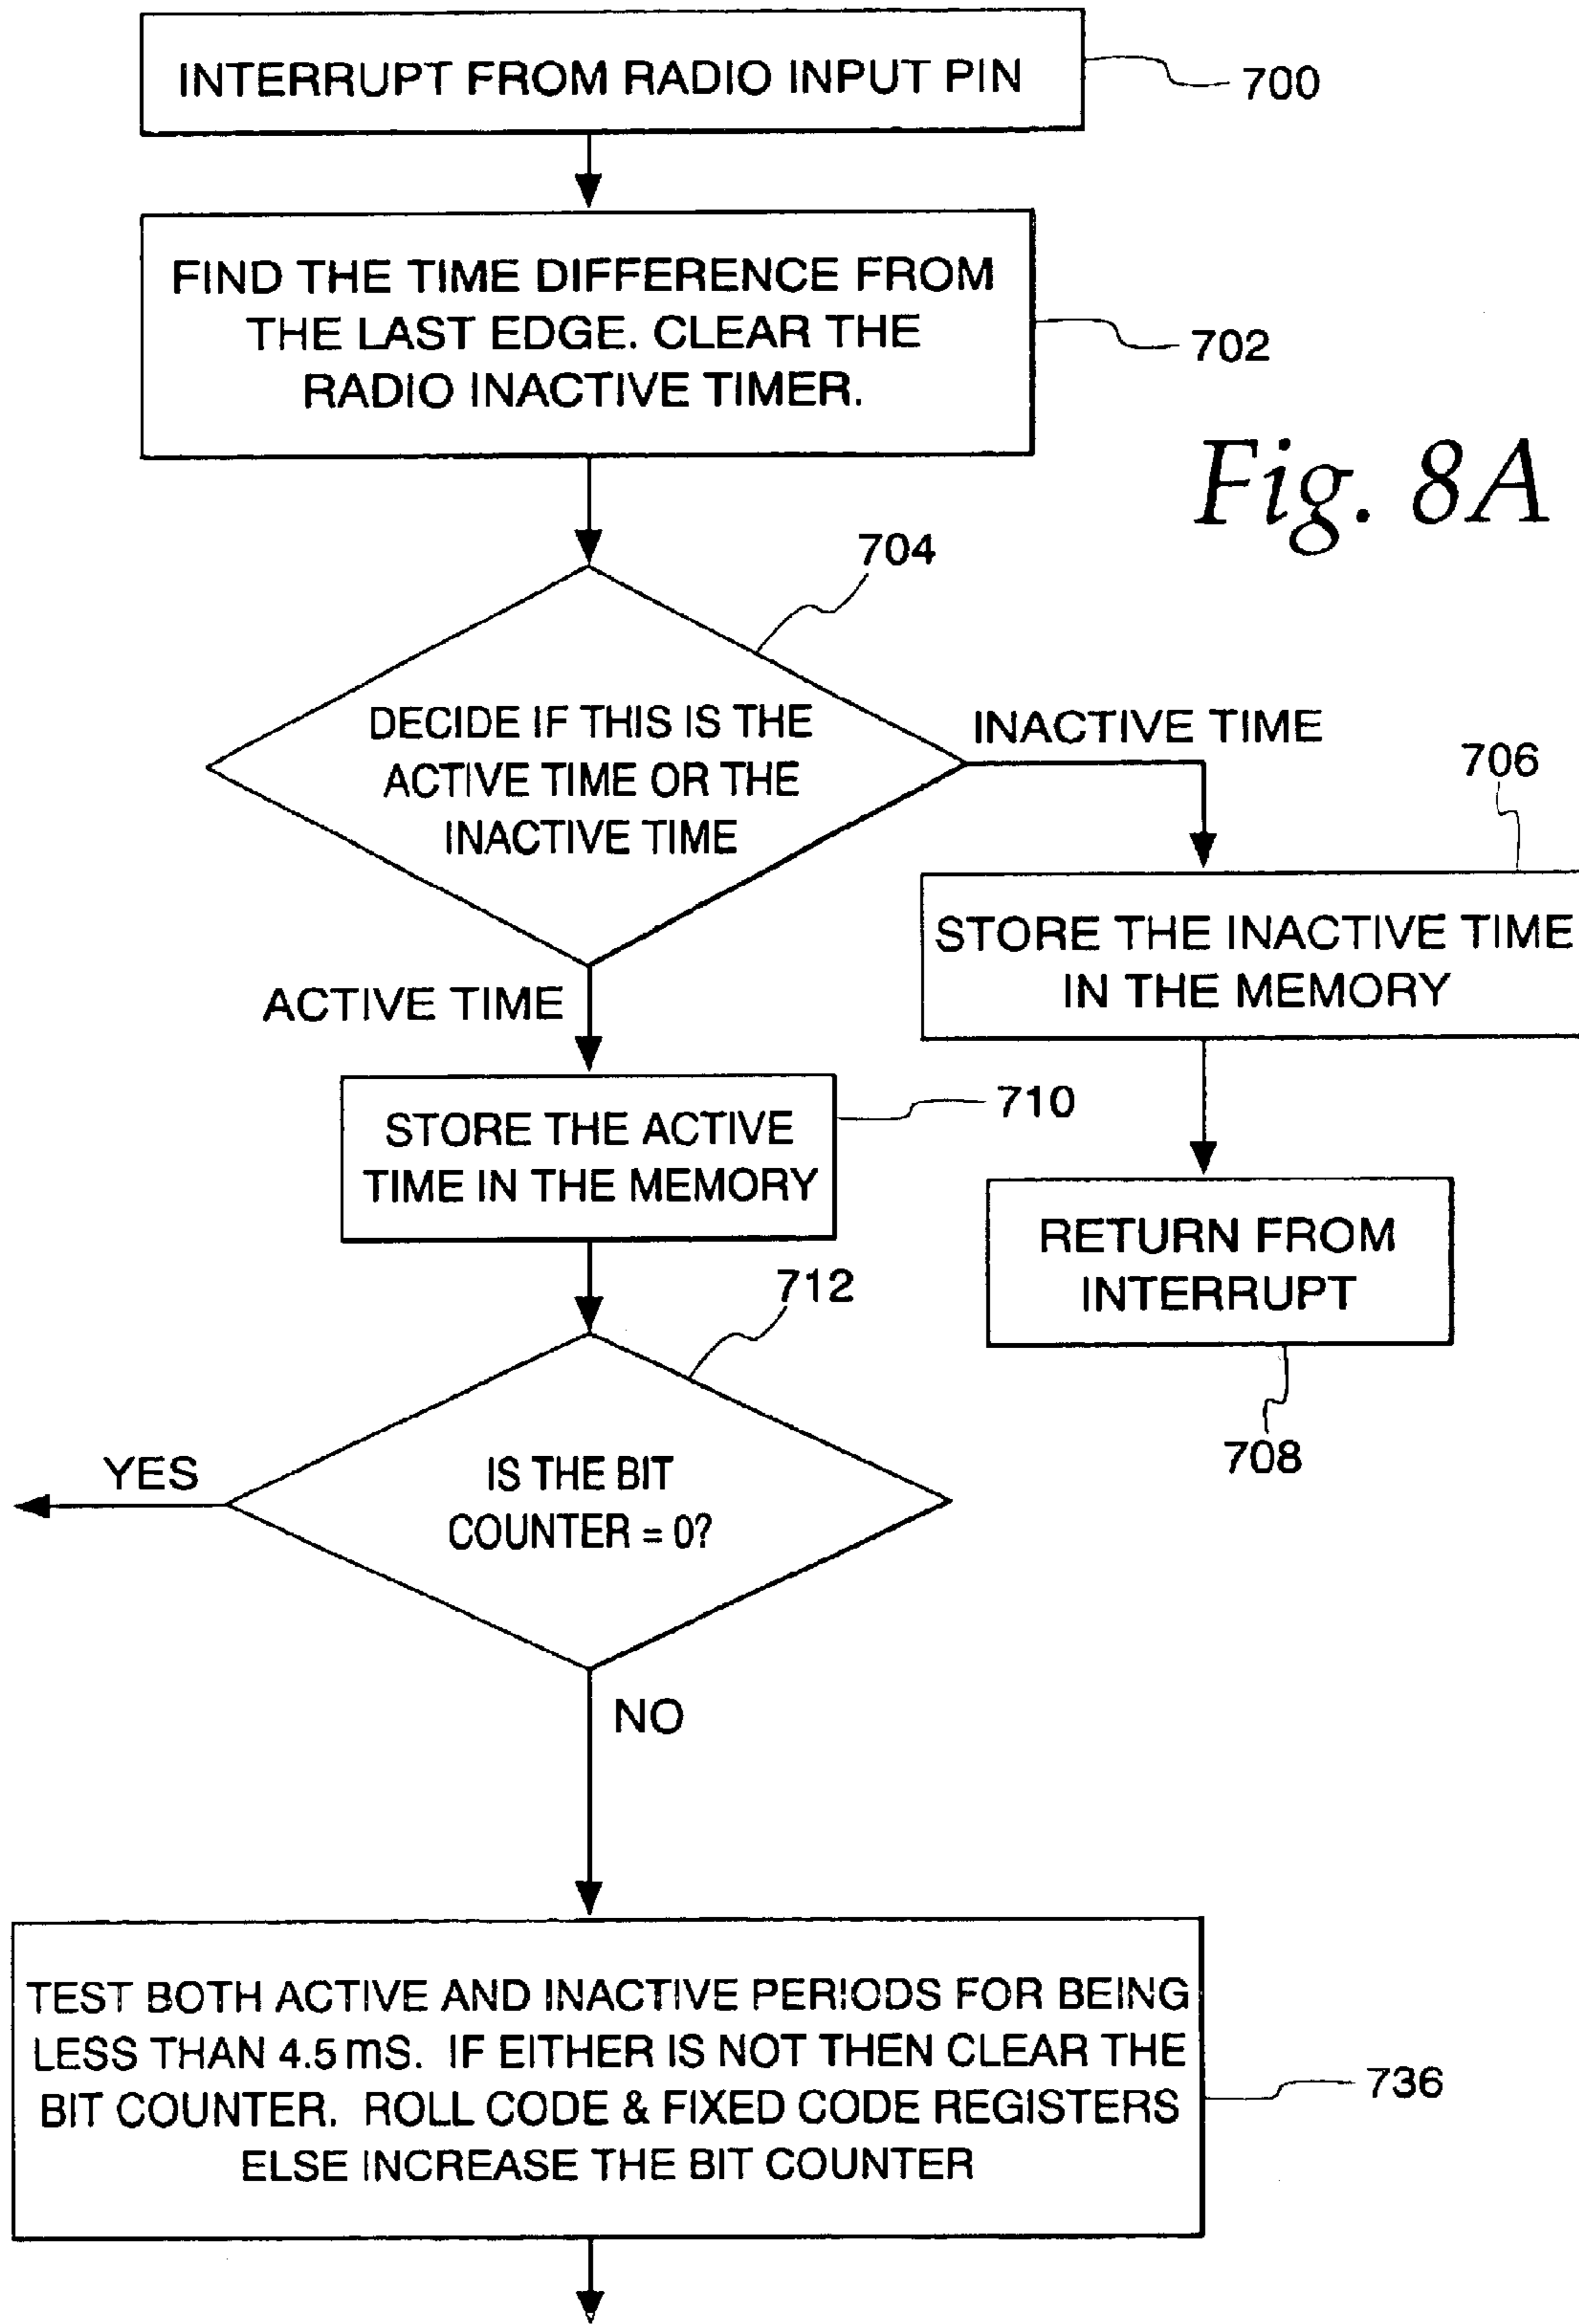 INTERRUPT FROM RADIO INPUT PIN
700
FIND THE TIME DIFFERENCE FROM
THE LAST EDGE. CLEAR THE
RADIO INACTIVE TIMER.
702
Fig. 8A
704
DECIDE IF THIS IS THE
ACTIVE TIME OR THE
INACTIVE TIME
INACTIVE TIME
706
STORE THE INACTIVE TIME
IN THE MEMORY
ACTIVE TIME
710
STORE THE ACTIVE
TIME IN THE MEMORY
RETURN FROM
INTERRUPT
708
712
YES
IS THE BIT
COUNTER = 0?
NO
TEST BOTH ACTIVE AND INACTIVE PERIODS FOR BEING
LESS THAN 4.5 mS. IF EITHER IS NOT THEN CLEAR THE
BIT COUNTER. ROLL CODE & FIXED CODE REGISTERS
ELSE INCREASE THE BIT COUNTER
736